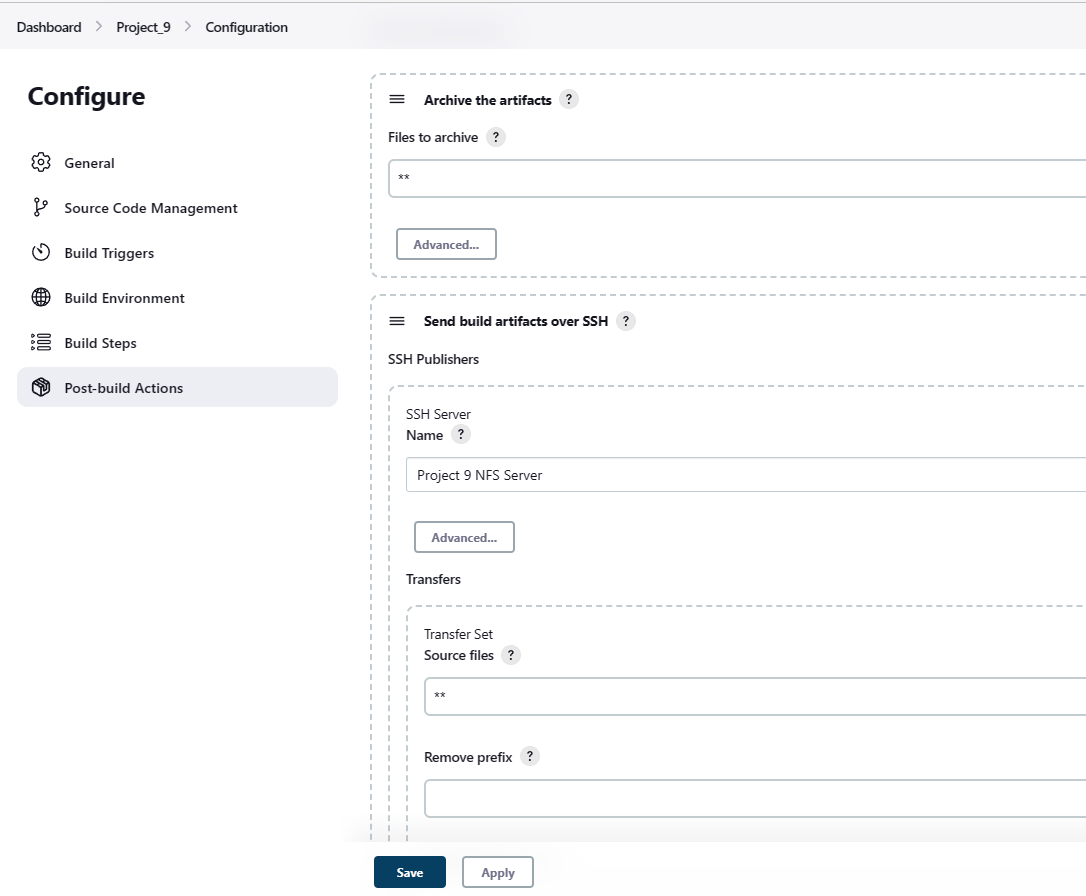 Dashboard
Project_9
Configuration
Configure
General
Source Code Management
Build Triggers
Build Environment
Build Steps
Post-build Actions
Archive the artifacts ?
Files to archive ?
**
Advanced...
Send build artifacts over SSH ?
SSH Publishers
SSH Server
Name ?
Project 9 NFS Server
Advanced...
Transfers
Transfer Set
Source files ?
**
Remove prefix ?
Save
Apply